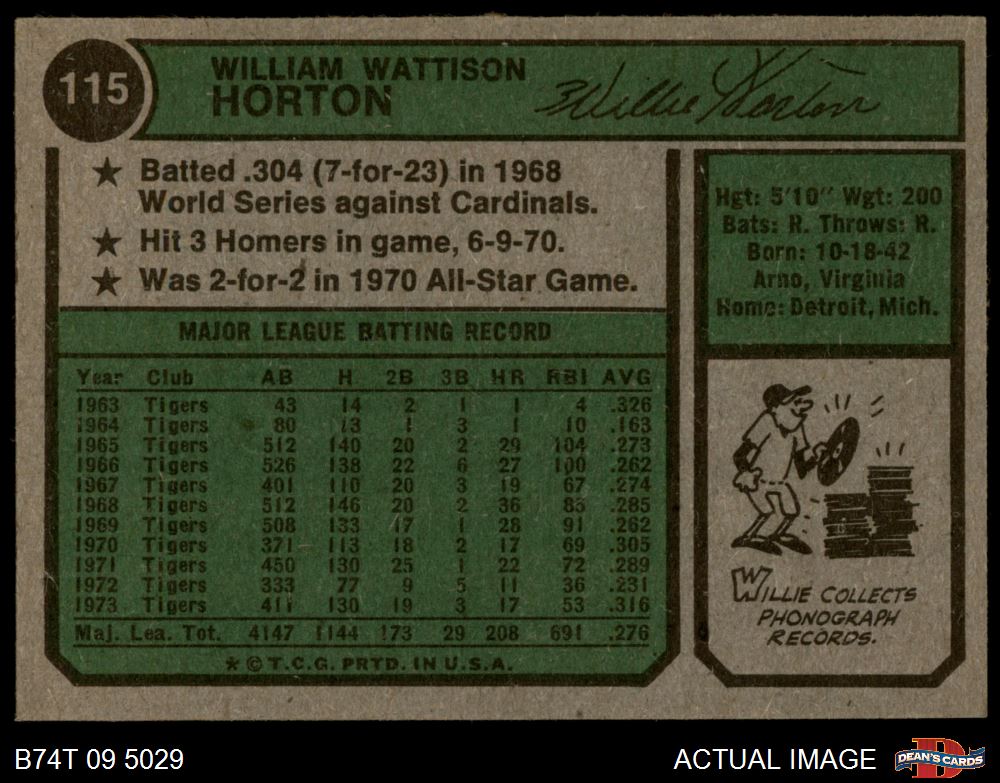 115
WILLIAM WATTISON
HORTON
Willie Horton
★ Batted .304 (7-for-23) in 1968
World Series against Cardinals.
★ Hit 3 Homers in game, 6-9-70.
★ Was 2-for-2 in 1970 All-Star Game.
Hgt: 5'10" Wgt: 200
Bats: R. Throws: R.
Born: 10-18-42
Arno, Virginia
Home: Detroit, Mich.
MAJOR LEAGUE BATTING RECORD
Year Club AB H 2B 3B HR RBI AVG
1963 Tigers 43 14 2 1 1 4 .326
1964 Tigers 80 13 1 3 1 10 .163
1965 Tigers 512 140 20 2 29 104 .273
1966 Tigers 526 138 22 6 27 100 .262
1967 Tigers 401 110 20 3 19 67 .274
1968 Tigers 512 146 20 2 36 85 .285
1969 Tigers 508 133 17 1 28 91 .262
1970 Tigers 371 113 18 2 17 69 .305
1971 Tigers 450 130 25 1 22 72 .289
1972 Tigers 333 77 9 5 11 36 .231
1973 Tigers 411 130 19 3 17 53 .316
Maj. Lea. Tot. 4147 1144 173 29 208 691 .276
★ © T.C.G. PRTD. IN U.S.A.
WILLIE COLLECTS
PHONOGRAPH
RECORDS.
B74T 09 5029
ACTUAL IMAGE
DEAN'S CARDS